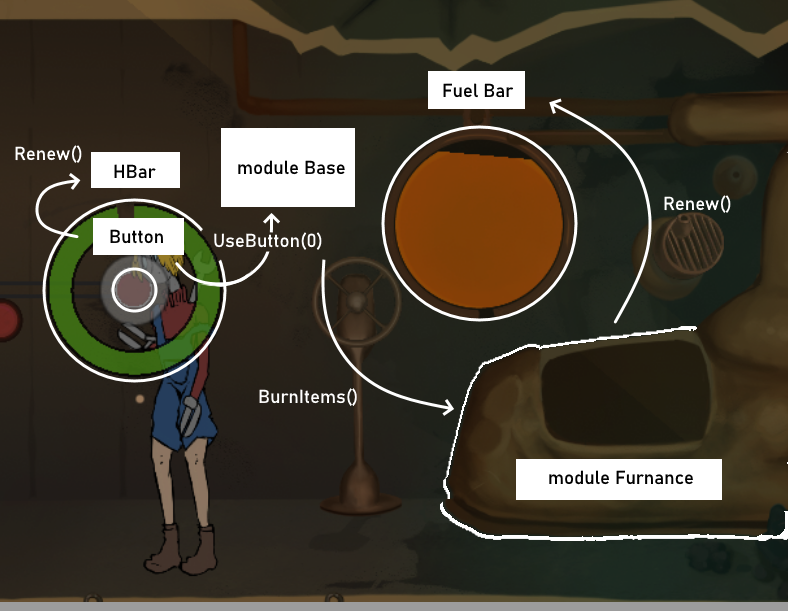 Fuel Bar
Renew()
HBar
module Base
Button
UseButton(0)
Renew()
BurnItems()
module Furnance